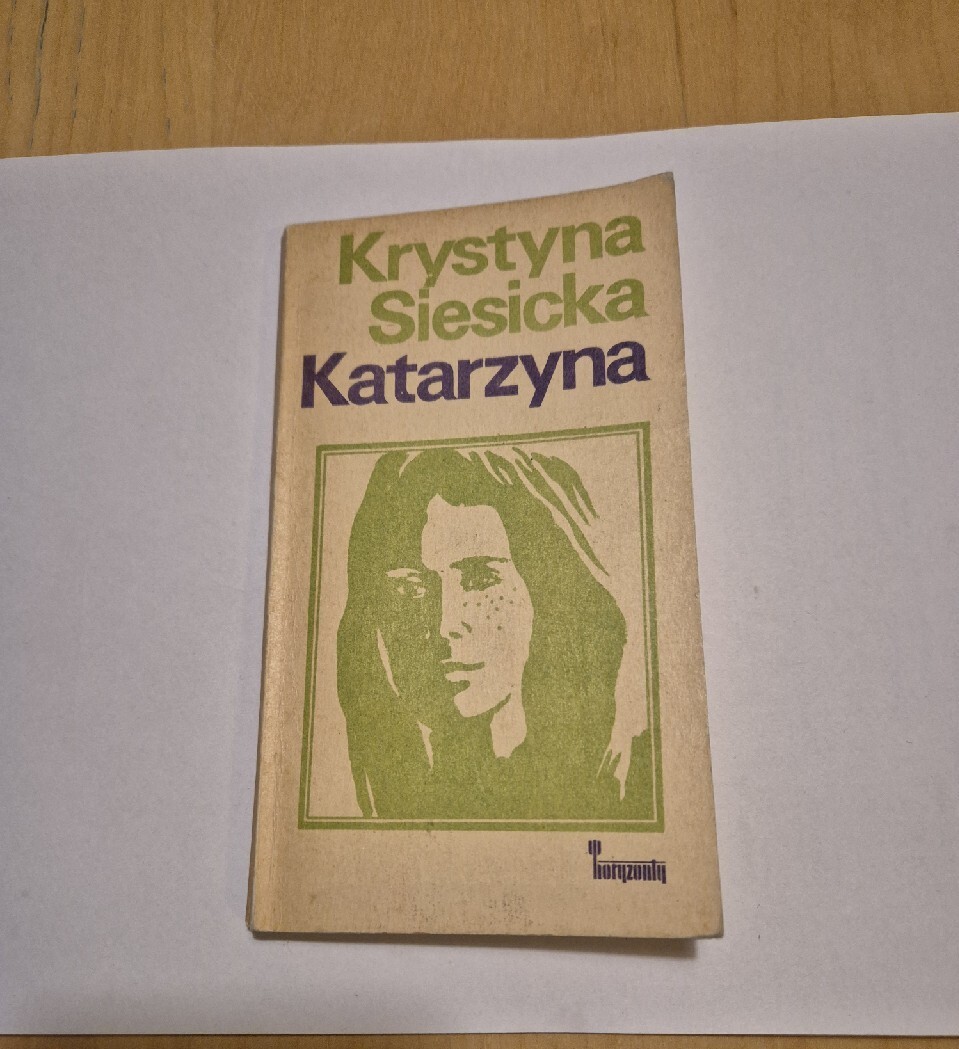 Krystyna
Siesicka
Katarzyna
horyzonty